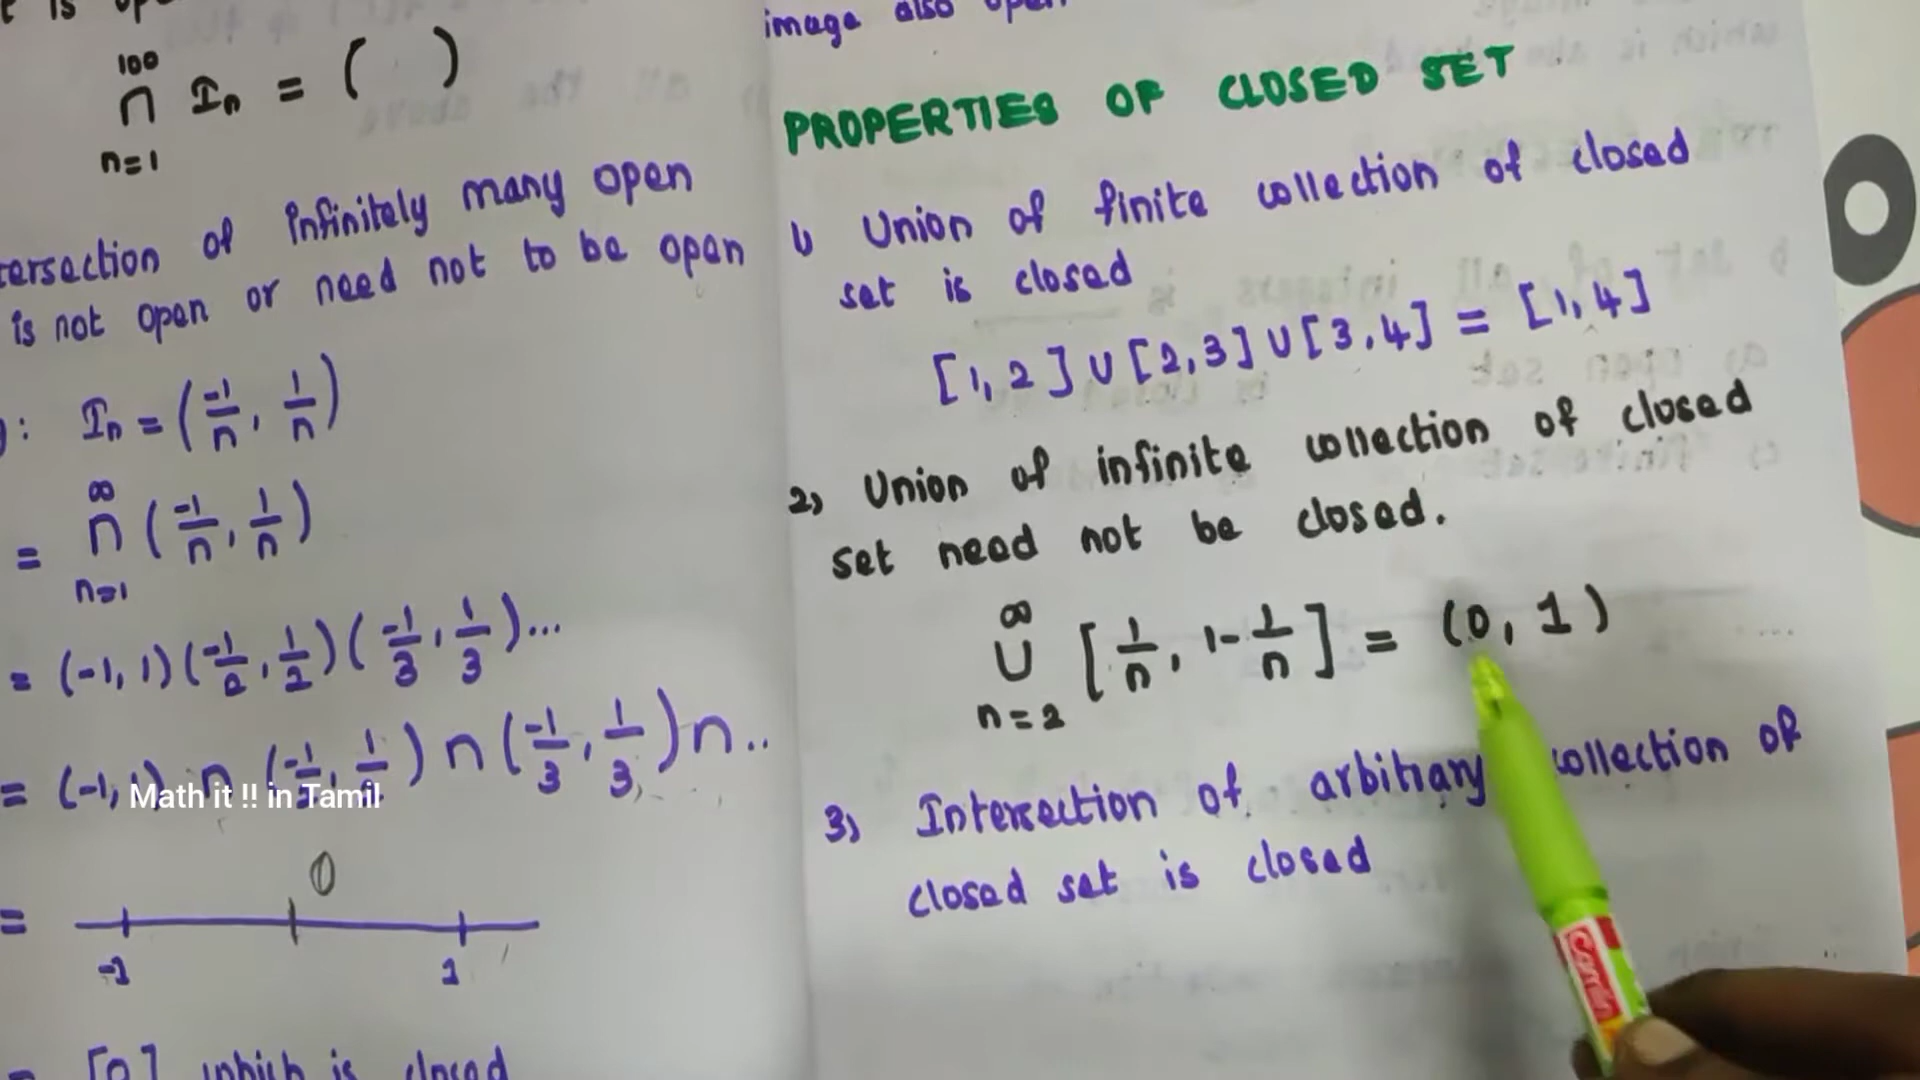 100
∩ In = ( )
n=1
tersection of infinitely many open
is not open or need not to be open
: In = (-1/n, 1/n)
∞
= ∩ (-1/n, 1/n)
n=1
= (-1, 1) (-1/2, 1/2) (-1/3, 1/3)...
= (-1, 1) ∩ (-1/2, 1/2) ∩ (-1/3, 1/3) ∩ ..
Math it !! in Tamil
0
=
-1 1
= [0] which is closed
image also open
PROPERTIES OF CLOSED SET
1) Union of finite collection of closed
set is closed
[1, 2] ∪ [2, 3] ∪ [3, 4] = [1, 4]
2) Union of infinite collection of closed
set need not be closed.
∞
∪ [1/n, 1-1/n] = (0, 1)
n=2
3) Intersection of arbitrary collection of
closed set is closed